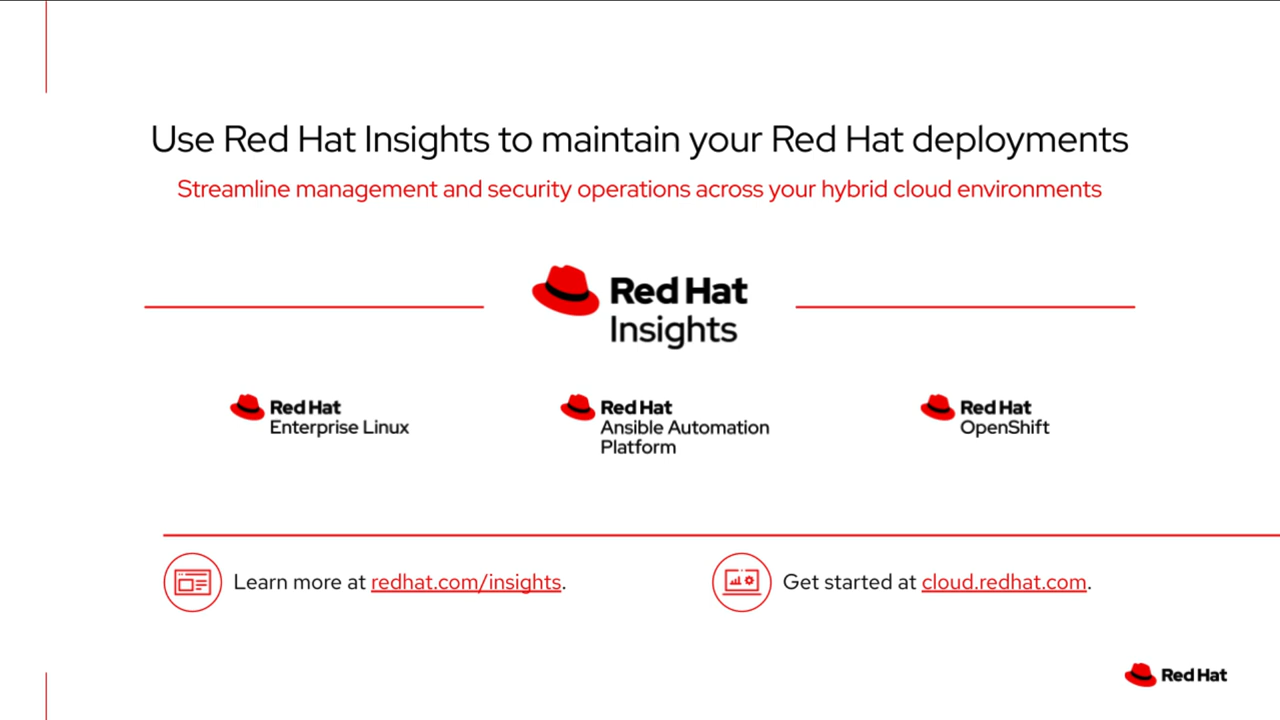 Use Red Hat Insights to maintain your Red Hat deployments
Streamline management and security operations across your hybrid cloud environments
Red Hat
Insights
Red Hat
Enterprise Linux
Red Hat
Ansible Automation
Platform
Red Hat
OpenShift
Learn more at redhat.com/insights.
Get started at cloud.redhat.com.
Red Hat